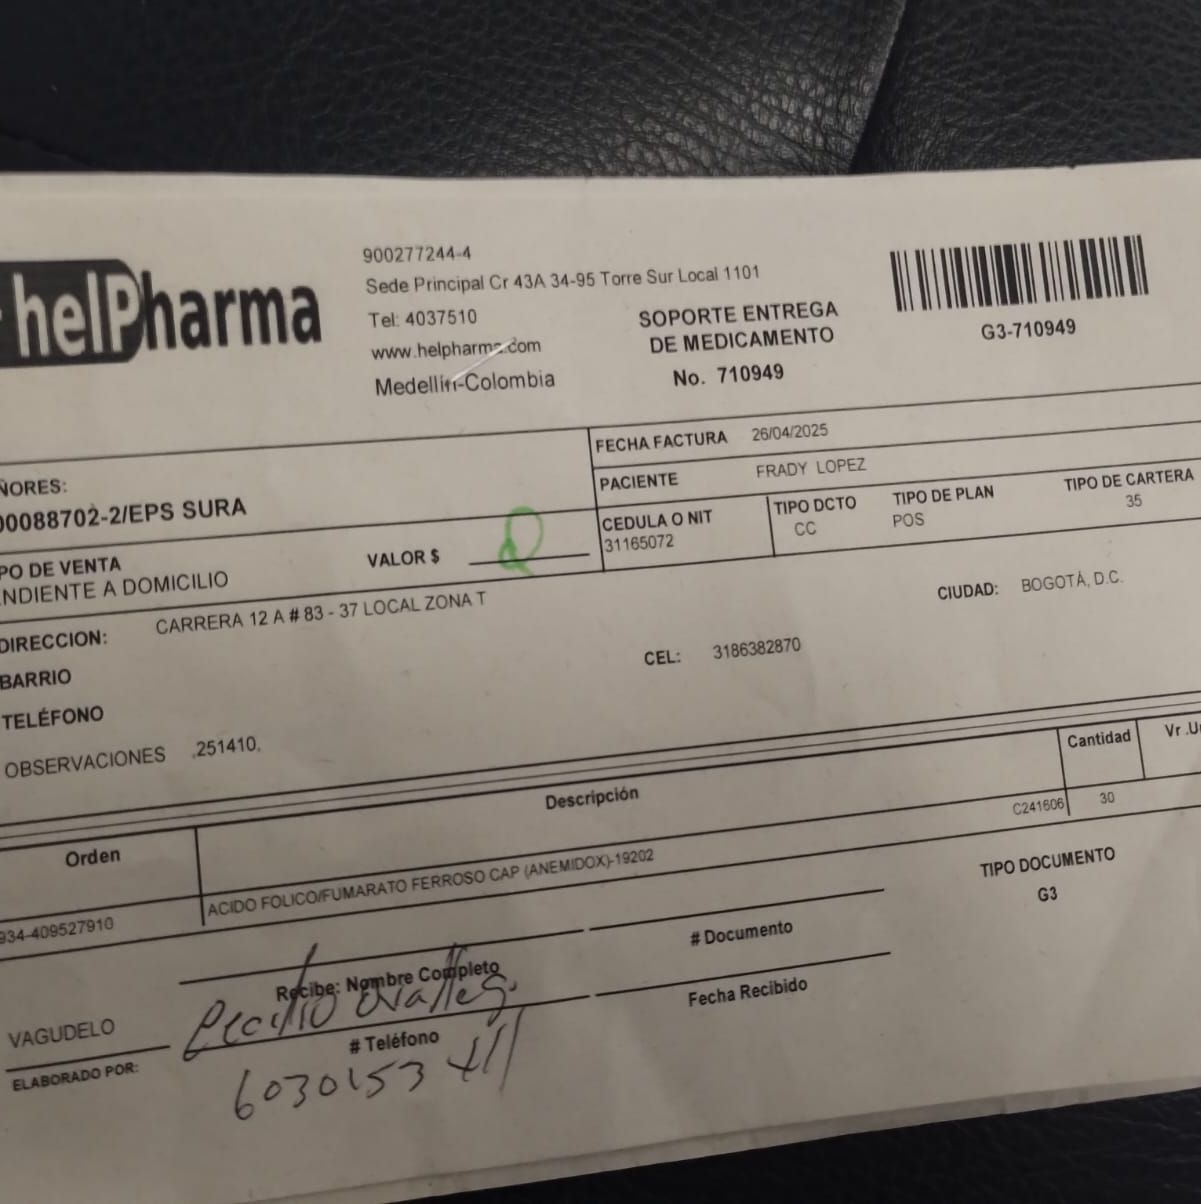 helPharma
900277244-4
Sede Principal Cr 43A 34-95 Torre Sur Local 1101
Tel: 4037510
www.helpharma.com
Medellín-Colombia
SOPORTE ENTREGA
DE MEDICAMENTO
No. 710949
G3-710949
ÑORES:
00088702-2/EPS SURA
FECHA FACTURA 26/04/2025
PACIENTE FRADY LOPEZ
CEDULA O NIT
31165072
TIPO DCTO
CC
TIPO DE PLAN
POS
TIPO DE CARTERA
35
PO DE VENTA
NDIENTE A DOMICILIO
VALOR $
DIRECCION: CARRERA 12 A # 83 - 37 LOCAL ZONA T
CIUDAD: BOGOTÁ, D.C.
BARRIO
CEL: 3186382870
TELÉFONO
OBSERVACIONES ,251410,
Orden
Descripción
Cantidad
Vr .U
934-409527910
ACIDO FOLICO/FUMARATO FERROSO CAP (ANEMIDOX)-19202
C241606
30
TIPO DOCUMENTO
G3
Recibe: Nombre Completo
# Documento
VAGUDELO
ELABORADO POR:
# Teléfono
Fecha Recibido
6030153